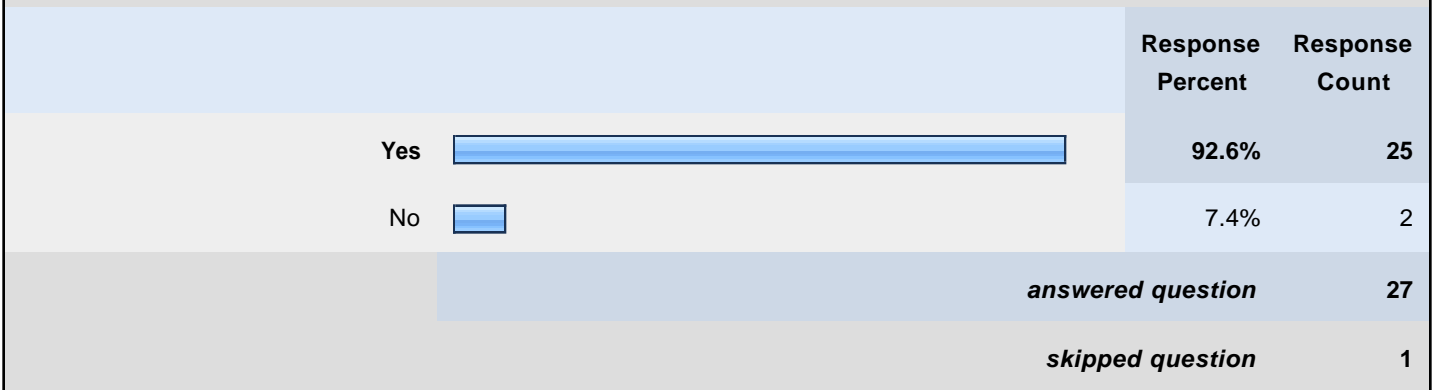 Response Response
Percent Count
Yes 92.6% 25
No 7.4% 2
answered question 27
skipped question 1